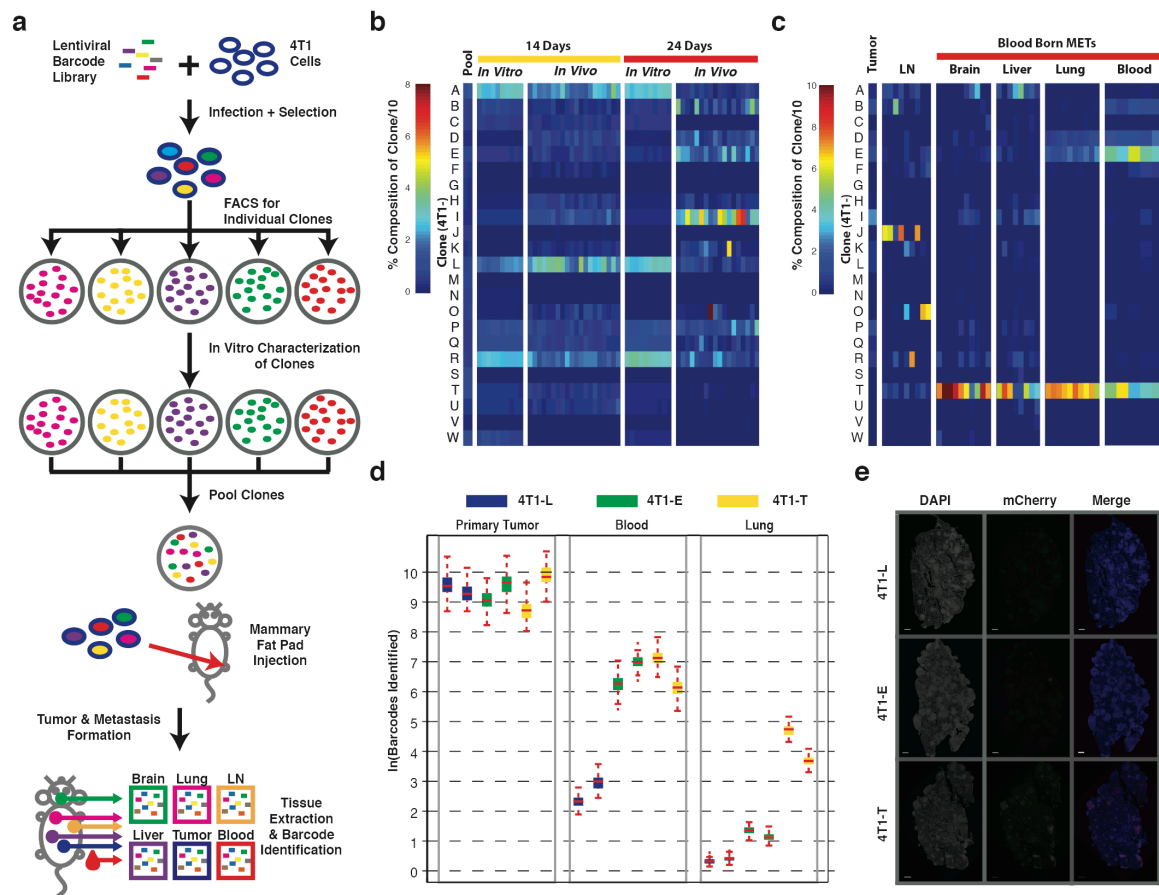 a
Lentiviral
Barcode
Library
4T1
Cells
Infection + Selection
FACS for
Individual Clones
In Vitro Characterization
of Clones
Pool Clones
Mammary
Fat Pad
Injection
Tumor & Metastasis
Formation
Brain Lung LN
Liver Tumor Blood
Tissue
Extraction
& Barcode
Identification
b
% Composition of Clone/10
8
6
4
2
0
Clone (4T1-)
Pool
14 Days
24 Days
In Vitro In Vivo In Vitro In Vivo
A
B
C
D
E
F
G
H
I
J
K
L
M
N
O
P
Q
R
S
T
U
V
W
c
% Composition of Clone/10
10
8
6
4
2
0
Clone (4T1-)
Tumor
LN
Blood Born METs
Brain Liver Lung Blood
A
B
C
D
E
F
G
H
I
J
K
L
M
N
O
P
Q
R
S
T
U
V
W
d
4T1-L 4T1-E 4T1-T
Primary Tumor Blood Lung
ln(Barcodes Identified)
10
9
8
7
6
5
4
3
2
1
0
e
DAPI mCherry Merge
4T1-L
4T1-E
4T1-T